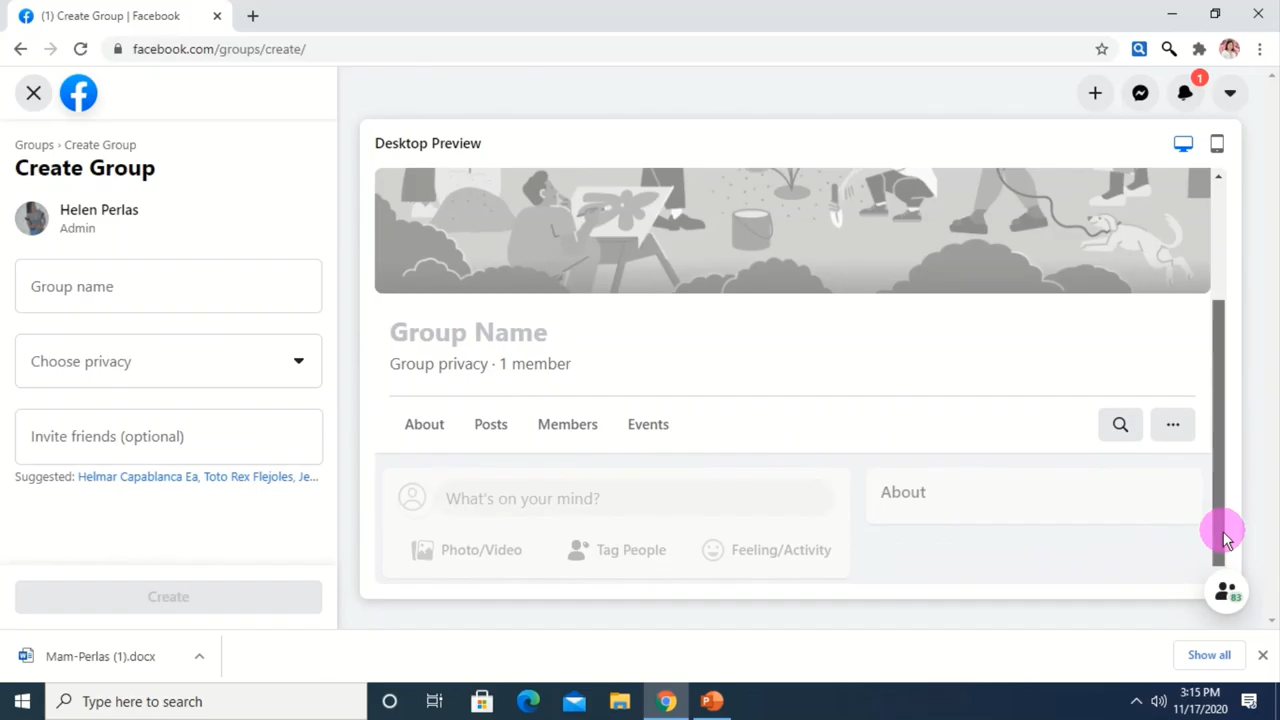 (1) Create Group | Facebook
facebook.com/groups/create/
1
Groups › Create Group
Create Group
Helen Perlas
Admin
Group name
Choose privacy
Invite friends (optional)
Suggested: Helmar Capablanca Ea, Toto Rex Flejoles, Je...
Create
Desktop Preview
Group Name
Group privacy · 1 member
About Posts Members Events
What's on your mind?
About
Photo/Video Tag People Feeling/Activity
83
Mam-Perlas (1).docx
Show all
Type here to search
3:15 PM
11/17/2020